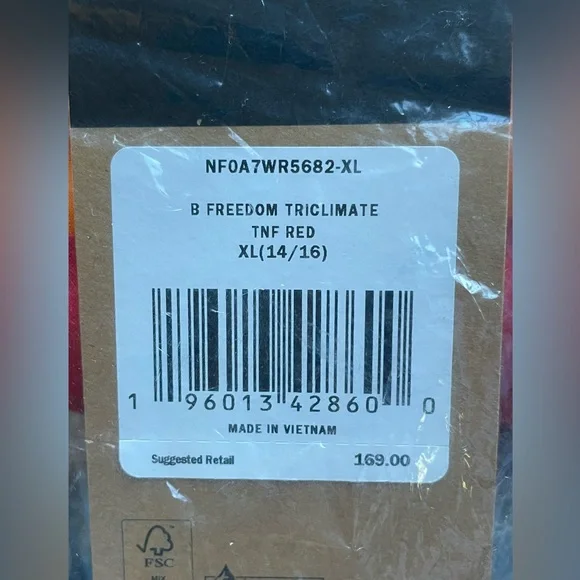 NF0A7WR5682-XL
B FREEDOM TRICLIMATE
TNF RED
XL(14/16)
1 96013 42860 0
MADE IN VIETNAM
Suggested Retail 169.00
FSC
MIX